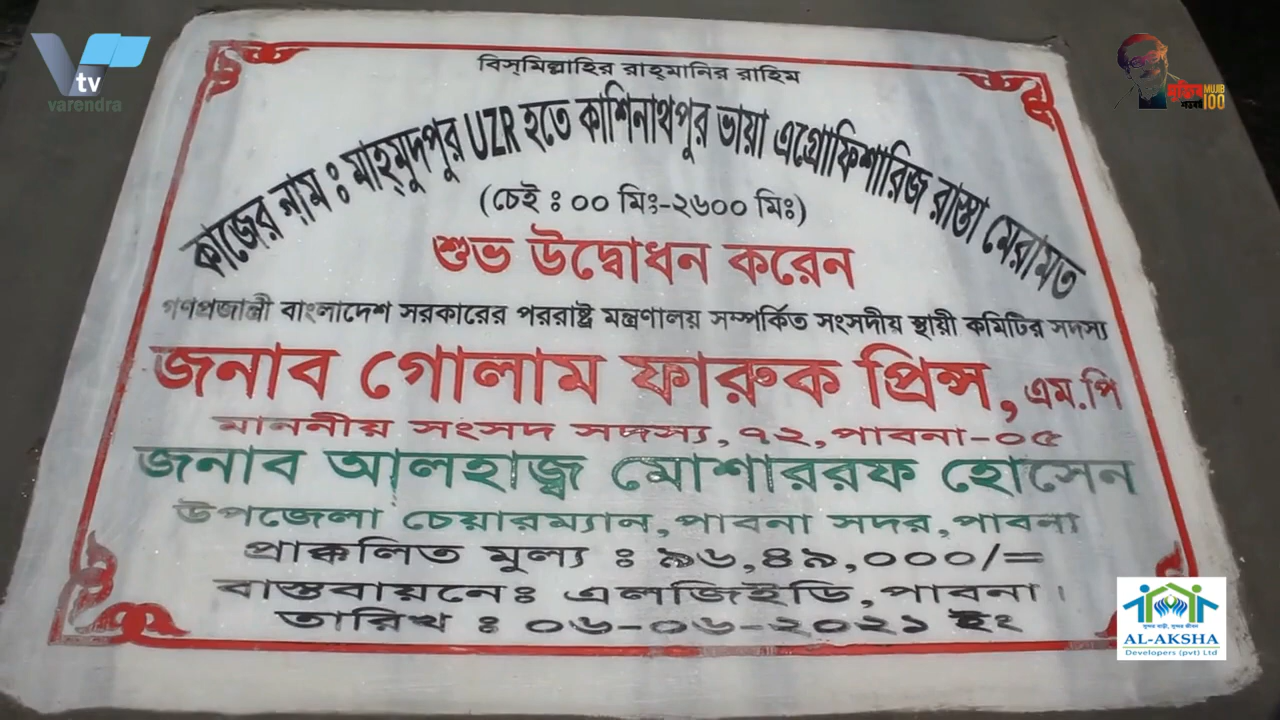 tv
varendra
মুজিব
শতবর্ষ
MUJIB
100
বিস্‌মিল্লাহির রাহ্‌মানির রাহিম
কাজের নাম ঃ মাহ্‌মুদপুর UZR হতে কাশিনাথপুর ভায়া এগ্রোফিশারিজ রাস্তা মেরামত
(চেই ঃ ০০ মিঃ-২৬০০ মিঃ)
শুভ উদ্বোধন করেন
গণপ্রজান্ত্রী বাংলাদেশ সরকারের পররাষ্ট্র মন্ত্রণালয় সম্পর্কিত সংসদীয় স্থায়ী কমিটির সদস্য
জনাব গোলাম ফারুক প্রিন্স, এম.পি
মাননীয় সংসদ সদস্য,৭২,পাবনা-০৫
জনাব আলহাজ্ব মোশাররফ হোসেন
উপজেলা চেয়ারম্যান,পাবনা সদর,পাবনা
প্রাক্কলিত মুল্য ঃ ৯৬,৪৯,০০০/=
বাস্তবায়নেঃ এলজিইডি,পাবনা।
তারিখ ঃ ০৬-০৬-২০২১ ইং
AL-AKSHA
Developers (pvt) Ltd